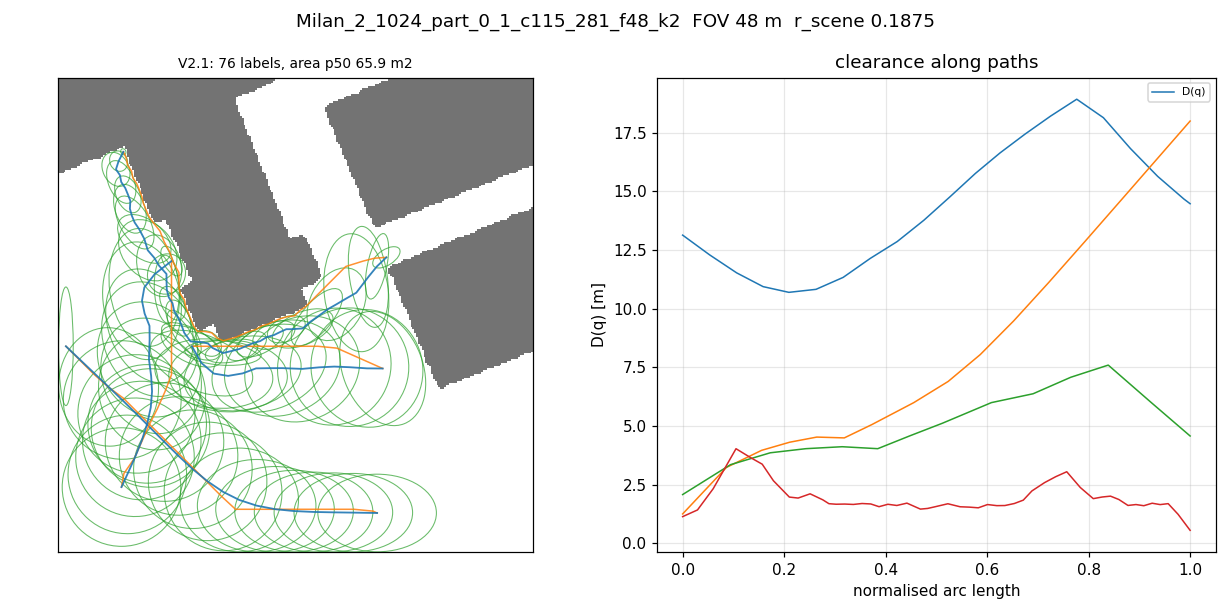 Milan_2_1024_part_0_1_c115_281_f48_k2 FOV 48 m r_scene 0.1875
V2.1: 76 labels, area p50 65.9 m2
clearance along paths
D(q)
17.5
15.0
12.5
10.0
7.5
5.0
2.5
0.0
D(q) [m]
0.0 0.2 0.4 0.6 0.8 1.0
normalised arc length